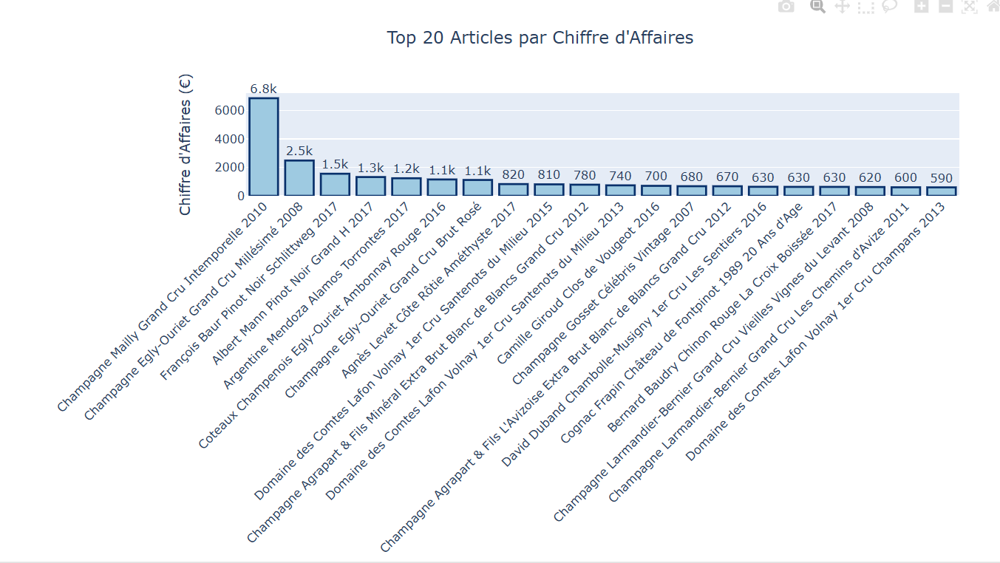 Top 20 Articles par Chiffre d'Affaires
Chiffre d'Affaires (€)
6000
4000
2000
0
6.8k
2.5k
1.5k
1.3k
1.2k
1.1k
1.1k
820
810
780
740
700
680
670
630
630
630
620
600
590
Champagne Mailly Grand Cru Intemporelle 2010
Champagne Egly-Ouriet Grand Cru Millésimé 2008
François Baur Pinot Noir Schlittweg 2017
Albert Mann Pinot Noir Grand H 2017
Argentine Mendoza Alamos Torrontes 2017
Coteaux Champenois Egly-Ouriet Ambonnay Rouge 2016
Champagne Egly-Ouriet Grand Cru Brut Rosé
Agnès Levet Côte Rôtie Améthyste 2017
Domaine des Comtes Lafon Volnay 1er Cru Santenots du Milieu 2015
Champagne Agrapart & Fils Minéral Extra Brut Blanc de Blancs Grand Cru 2012
Domaine des Comtes Lafon Volnay 1er Cru Santenots du Milieu 2013
Camille Giroud Clos de Vougeot 2016
Champagne Gosset Célébris Vintage 2007
Champagne Agrapart & Fils L'Avizoise Extra Brut Blanc de Blancs Grand Cru 2012
David Duband Chambolle-Musigny 1er Cru Les Sentiers 2016
Cognac Frapin Château de Fontpinot 1989 20 Ans d'Age
Bernard Baudry Chinon Rouge La Croix Boissée 2017
Champagne Larmandier-Bernier Grand Cru Vieilles Vignes du Levant 2008
Champagne Larmandier-Bernier Grand Cru Les Chemins d'Avize 2011
Domaine des Comtes Lafon Volnay 1er Cru Champans 2013